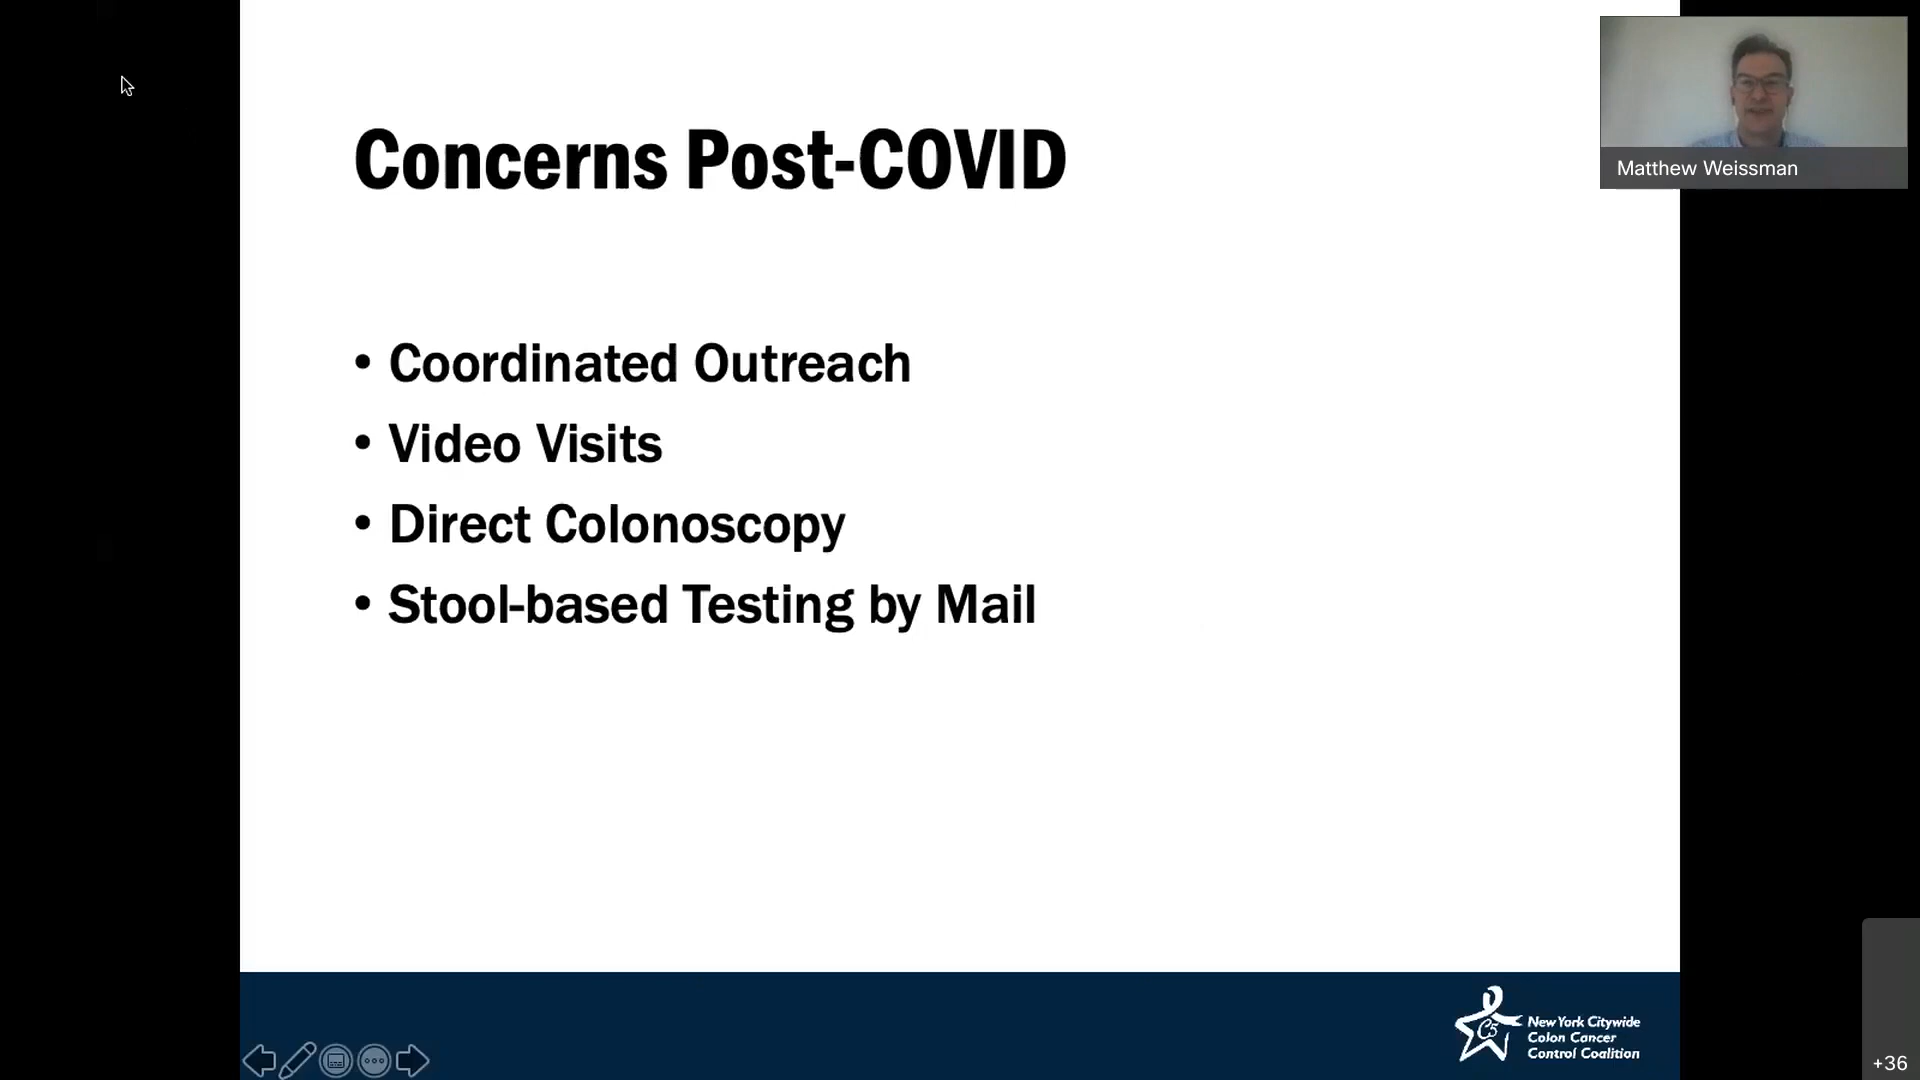 Concerns Post-COVID
Matthew Weissman
• Coordinated Outreach
• Video Visits
• Direct Colonoscopy
• Stool-based Testing by Mail
C5
New York Citywide
Colon Cancer
Control Coalition
+36